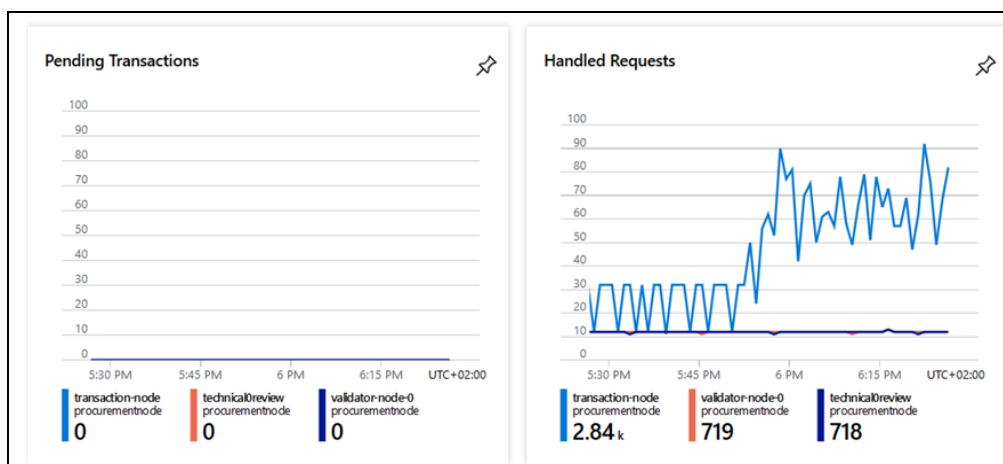 Pending Transactions
100
90
80
70
60
50
40
30
20
10
0
5:30 PM 5:45 PM 6 PM 6:15 PM UTC+02:00
transaction-node technical0review validator-node-0
procurementnode procurementnode procurementnode
0 0 0
Handled Requests
100
90
80
70
60
50
40
30
20
10
0
5:30 PM 5:45 PM 6 PM 6:15 PM UTC+02:00
transaction-node validator-node-0 technical0review
procurementnode procurementnode procurementnode
2.84 k 719 718